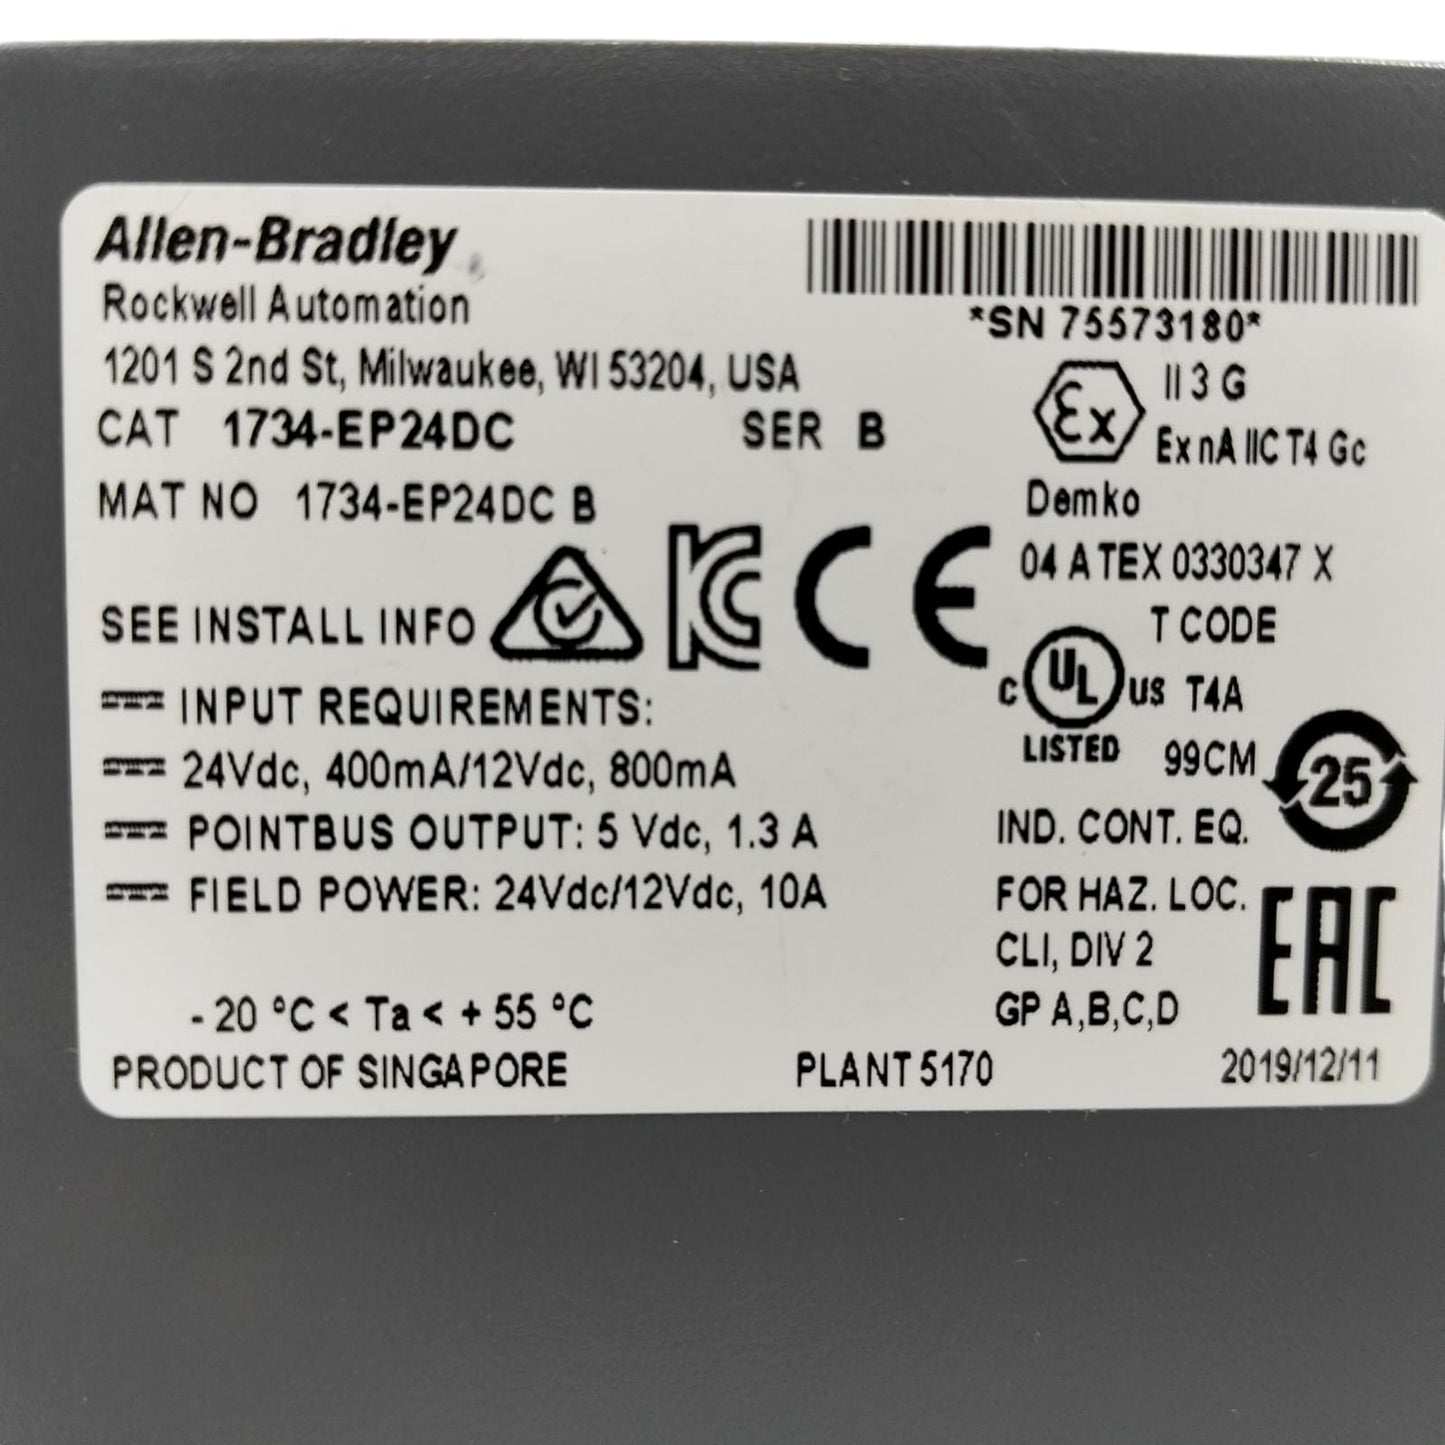 Allen-Bradley
Rockwell Automation
1201 S 2nd St, Milwaukee, WI 53204, USA
CAT 1734-EP24DC SER B
MAT NO 1734-EP24DC B
SEE INSTALL INFO
INPUT REQUIREMENTS:
24Vdc, 400mA/12Vdc, 800mA
POINTBUS OUTPUT: 5 Vdc, 1.3 A
FIELD POWER: 24Vdc/12Vdc, 10A
- 20 °C < Ta < + 55 °C
PRODUCT OF SINGAPORE
PLANT 5170
*SN 75573180*
Ex II 3 G
Ex nA IIC T4 Gc
Demko
04 ATEX 0330347 X
KC CE
T CODE
C UL US T4A
LISTED 99CM
25
IND. CONT. EQ.
FOR HAZ. LOC.
CLI, DIV 2
GP A,B,C,D
EAC
2019/12/11